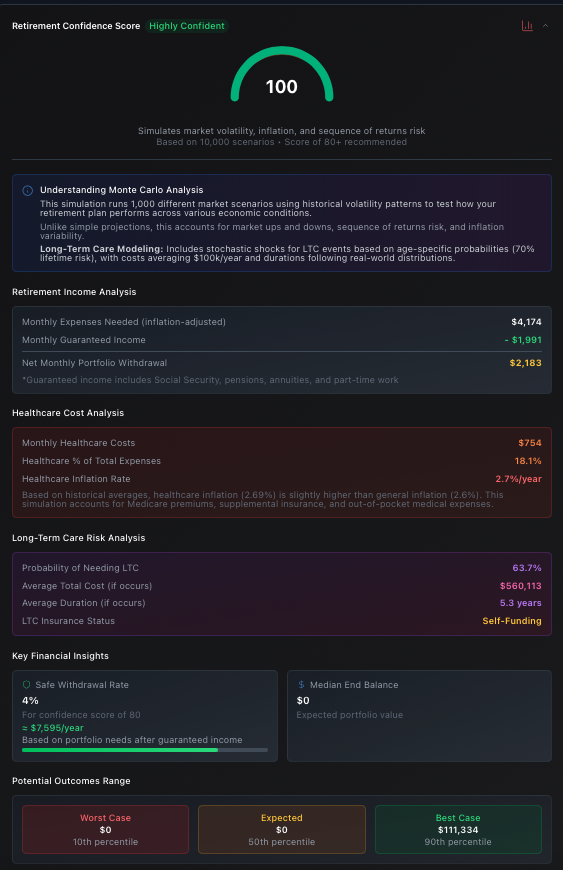 Retirement Confidence Score Highly Confident
100
Simulates market volatility, inflation, and sequence of returns risk
Based on 10,000 scenarios • Score of 80+ recommended
Understanding Monte Carlo Analysis
This simulation runs 1,000 different market scenarios using historical volatility patterns to test how your
retirement plan performs across various economic conditions.
Unlike simple projections, this accounts for market ups and downs, sequence of returns risk, and inflation
variability.
Long-Term Care Modeling: Includes stochastic shocks for LTC events based on age-specific probabilities (70%
lifetime risk), with costs averaging $100k/year and durations following real-world distributions.
Retirement Income Analysis
Monthly Expenses Needed (inflation-adjusted) $4,174
Monthly Guaranteed Income - $1,991
Net Monthly Portfolio Withdrawal $2,183
*Guaranteed income includes Social Security, pensions, annuities, and part-time work
Healthcare Cost Analysis
Monthly Healthcare Costs $754
Healthcare % of Total Expenses 18.1%
Healthcare Inflation Rate 2.7%/year
Based on historical averages, healthcare inflation (2.69%) is slightly higher than general inflation (2.6%). This
simulation accounts for Medicare premiums, supplemental insurance, and out-of-pocket medical expenses.
Long-Term Care Risk Analysis
Probability of Needing LTC 63.7%
Average Total Cost (if occurs) $560,113
Average Duration (if occurs) 5.3 years
LTC Insurance Status Self-Funding
Key Financial Insights
Safe Withdrawal Rate
4%
For confidence score of 80
≈ $7,595/year
Based on portfolio needs after guaranteed income
Median End Balance
$0
Expected portfolio value
Potential Outcomes Range
Worst Case
$0
10th percentile
Expected
$0
50th percentile
Best Case
$111,334
90th percentile